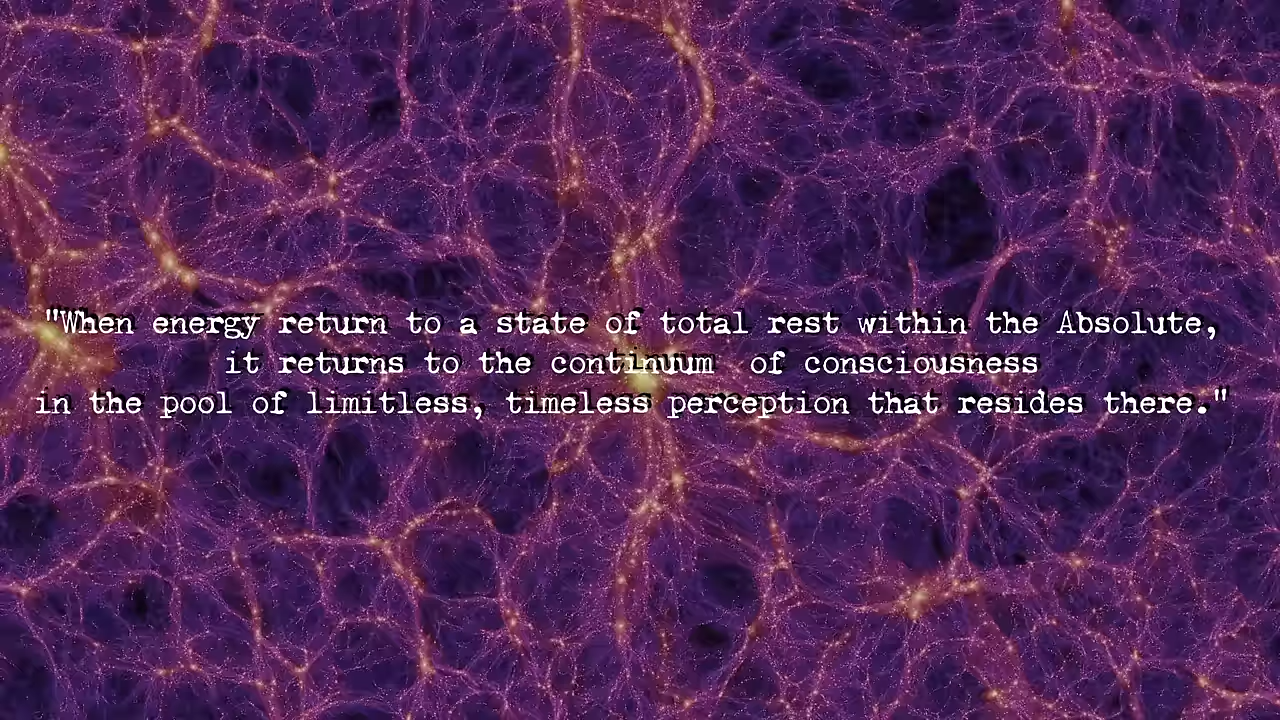 "When energy return to a state of total rest within the Absolute,
it returns to the continuum  of consciousness
in the pool of limitless, timeless perception that resides there."